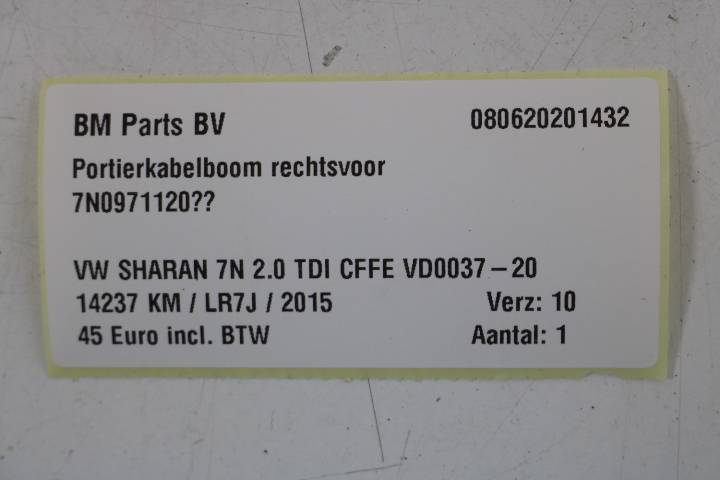 BM Parts BV 080620201432
Portierkabelboom rechtsvoor
7N0971120??
VW SHARAN 7N 2.0 TDI CFFE VD0037-20
14237 KM / LR7J / 2015 Verz: 10
45 Euro incl. BTW Aantal: 1